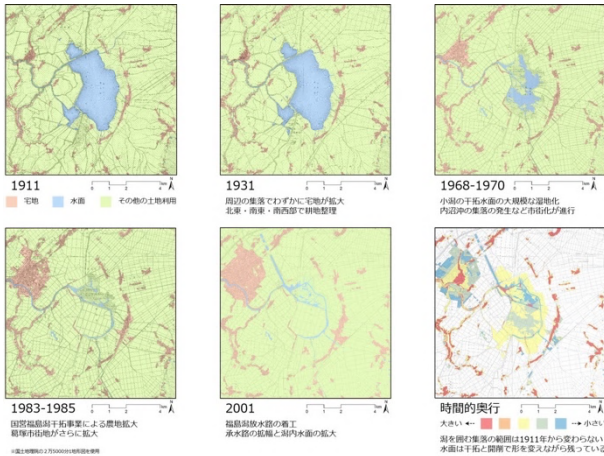 1911
宅地 水面 その他の土地利用
1931
周辺の集落でわずかに宅地が拡大
北東・南東・南西部で耕地整理
1968-1970
小潟の干拓水面の大規模な湿地化
内沼沖の集落の発生など市街化が進行
1983-1985
国営福島潟干拓事業による農地拡大
葛塚市街地がさらに拡大
2001
福島潟放水路の着工
承水路の拡幅と潟内水面の拡大
時間的奥行
大きい ← → 小さい
潟を囲む集落の範囲は1911年から変わらない
水面は干拓と開削で形を変えながら残っている
※国土地理院の2万5000分1地形図を使用